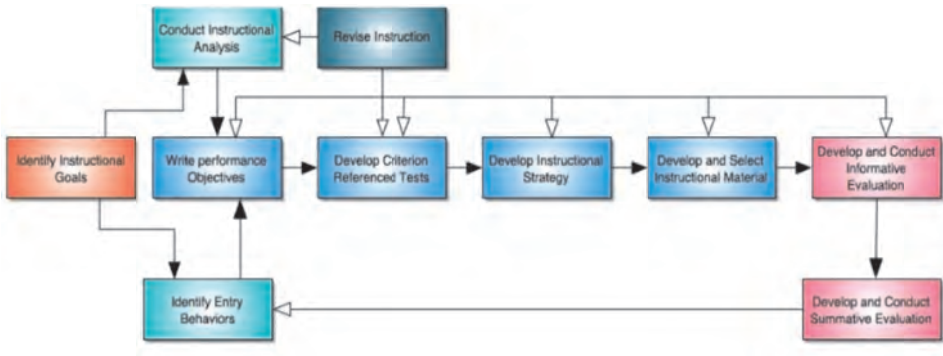 Conduct Instructional
Analysis
Revise Instruction
Identify Instructional
Goals
Write performance
Objectives
Develop Criterion
Referenced Tests
Develop Instructional
Strategy
Develop and Select
Instructional Material
Develop and Conduct
Informative
Evaluation
Identify Entry
Behaviors
Develop and Conduct
Summative Evaluation